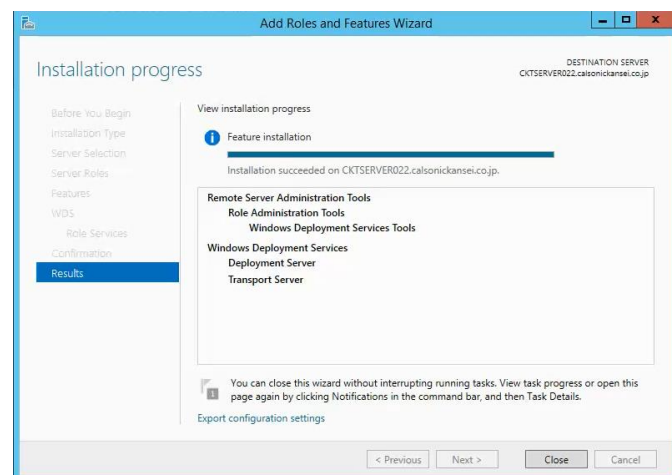 Add Roles and Features Wizard
Installation progress
DESTINATION SERVER
CKTSERVER022.calsonickansei.co.jp
Before You Begin
Installation Type
Server Selection
Server Roles
Features
WDS
Role Services
Confirmation
Results
View installation progress
Feature installation
Installation succeeded on CKTSERVER022.calsonickansei.co.jp.
Remote Server Administration Tools
Role Administration Tools
Windows Deployment Services Tools
Windows Deployment Services
Deployment Server
Transport Server
1
You can close this wizard without interrupting running tasks. View task progress or open this
page again by clicking Notifications in the command bar, and then Task Details.
Export configuration settings
< Previous
Next >
Close
Cancel